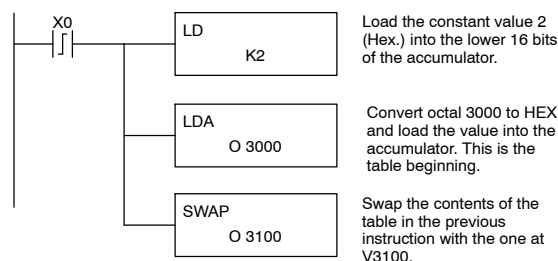 X0
LD
K2
Load the constant value 2
(Hex.) into the lower 16 bits
of the accumulator.
LDA
O 3000
Convert octal 3000 to HEX
and load the value into the
accumulator. This is the
table beginning.
SWAP
O 3100
Swap the contents of the
table in the previous
instruction with the one at
V3100.